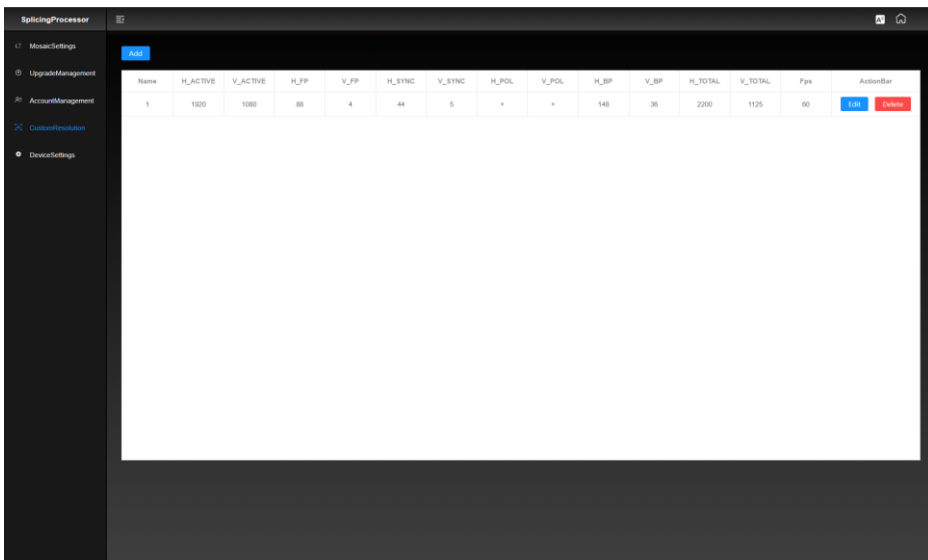 SplicingProcessor
MosaicSettings
UpgradeManagement
AccountManagement
CustomResolution
DeviceSettings
Add
Name H_ACTIVE V_ACTIVE H_FP V_FP H_SYNC V_SYNC H_POL V_POL H_BP V_BP H_TOTAL V_TOTAL Fps ActionBar
1 1920 1080 88 4 44 5 + + 148 36 2200 1125 60 Edit Delete